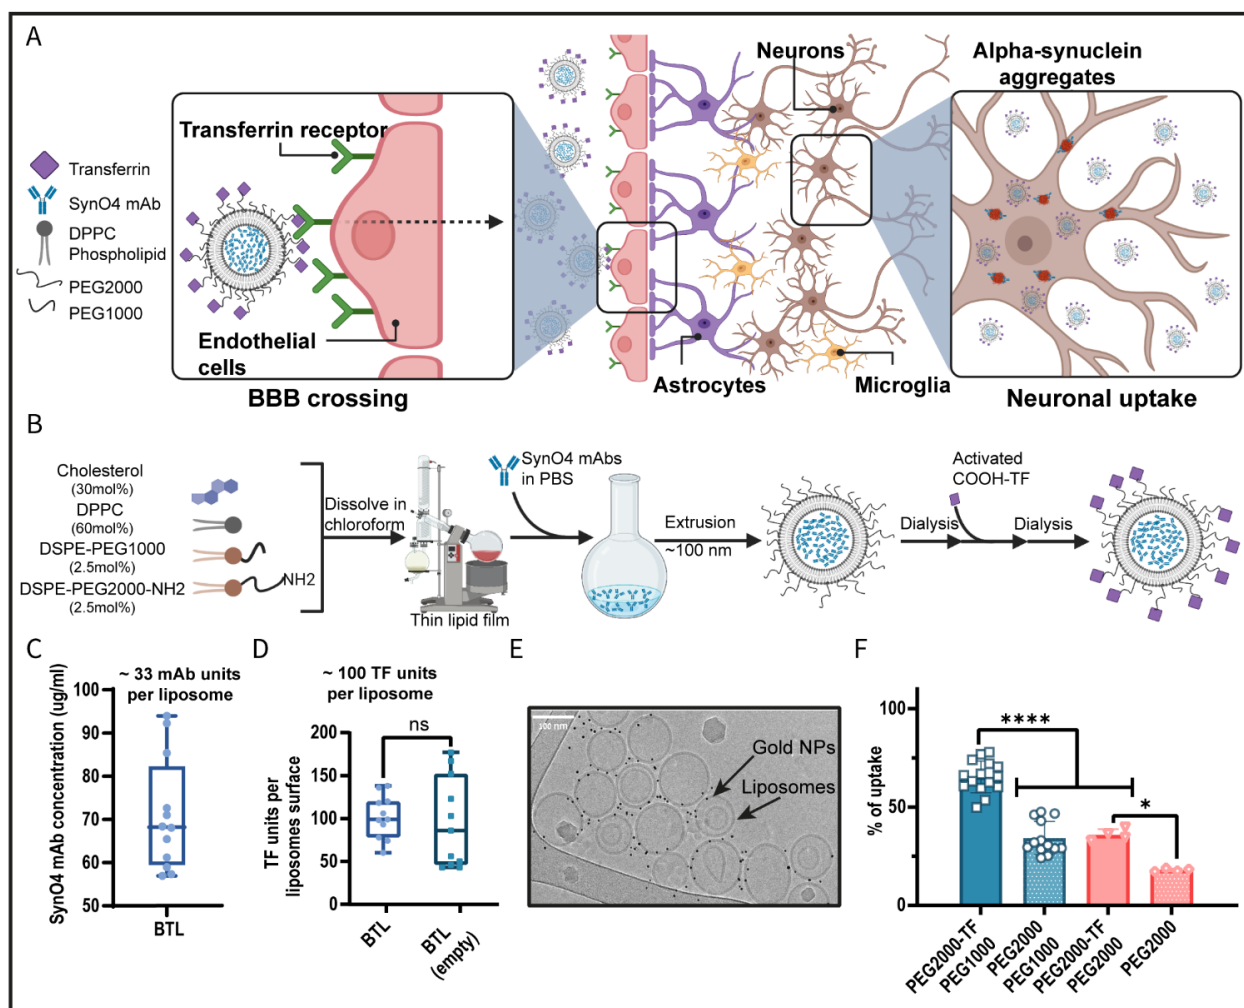 A
Neurons
Alpha-synuclein
aggregates
Transferrin receptor
Transferrin
SynO4 mAb
DPPC
Phospholipid
PEG2000
PEG1000
Endothelial
cells
Astrocytes
Microglia
BBB crossing
Neuronal uptake
B
Cholesterol
(30mol%)
DPPC
(60mol%)
DSPE-PEG1000
(2.5mol%)
DSPE-PEG2000-NH2
(2.5mol%)
NH2
Dissolve in
chloroform
Thin lipid film
SynO4 mAbs
in PBS
Extrusion
~100 nm
Dialysis
Activated
COOH-TF
Dialysis
C
~ 33 mAb units
per liposome
SynO4 mAb concentration (ug/ml)
100
90
80
70
60
50
BTL
D
~ 100 TF units
per liposome
ns
TF units per
liposomes surface
200
150
100
50
0
BTL
BTL
(empty)
E
100 nm
Gold NPs
Liposomes
F
% of uptake
100
50
0
****
*
PEG2000-TF
PEG1000
PEG2000
PEG1000
PEG2000-TF
PEG2000
PEG2000